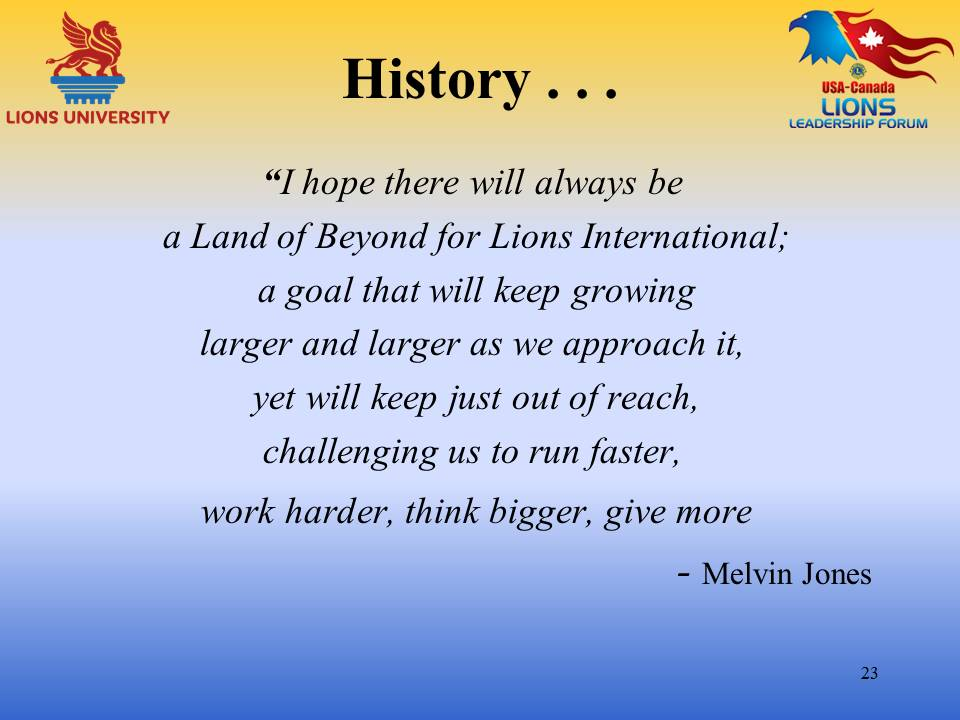 LIONS UNIVERSITY
History . . .
USA-Canada
LIONS
LEADERSHIP FORUM
“I hope there will always be
a Land of Beyond for Lions International;
a goal that will keep growing
larger and larger as we approach it,
yet will keep just out of reach,
challenging us to run faster,
work harder, think bigger, give more
- Melvin Jones
23